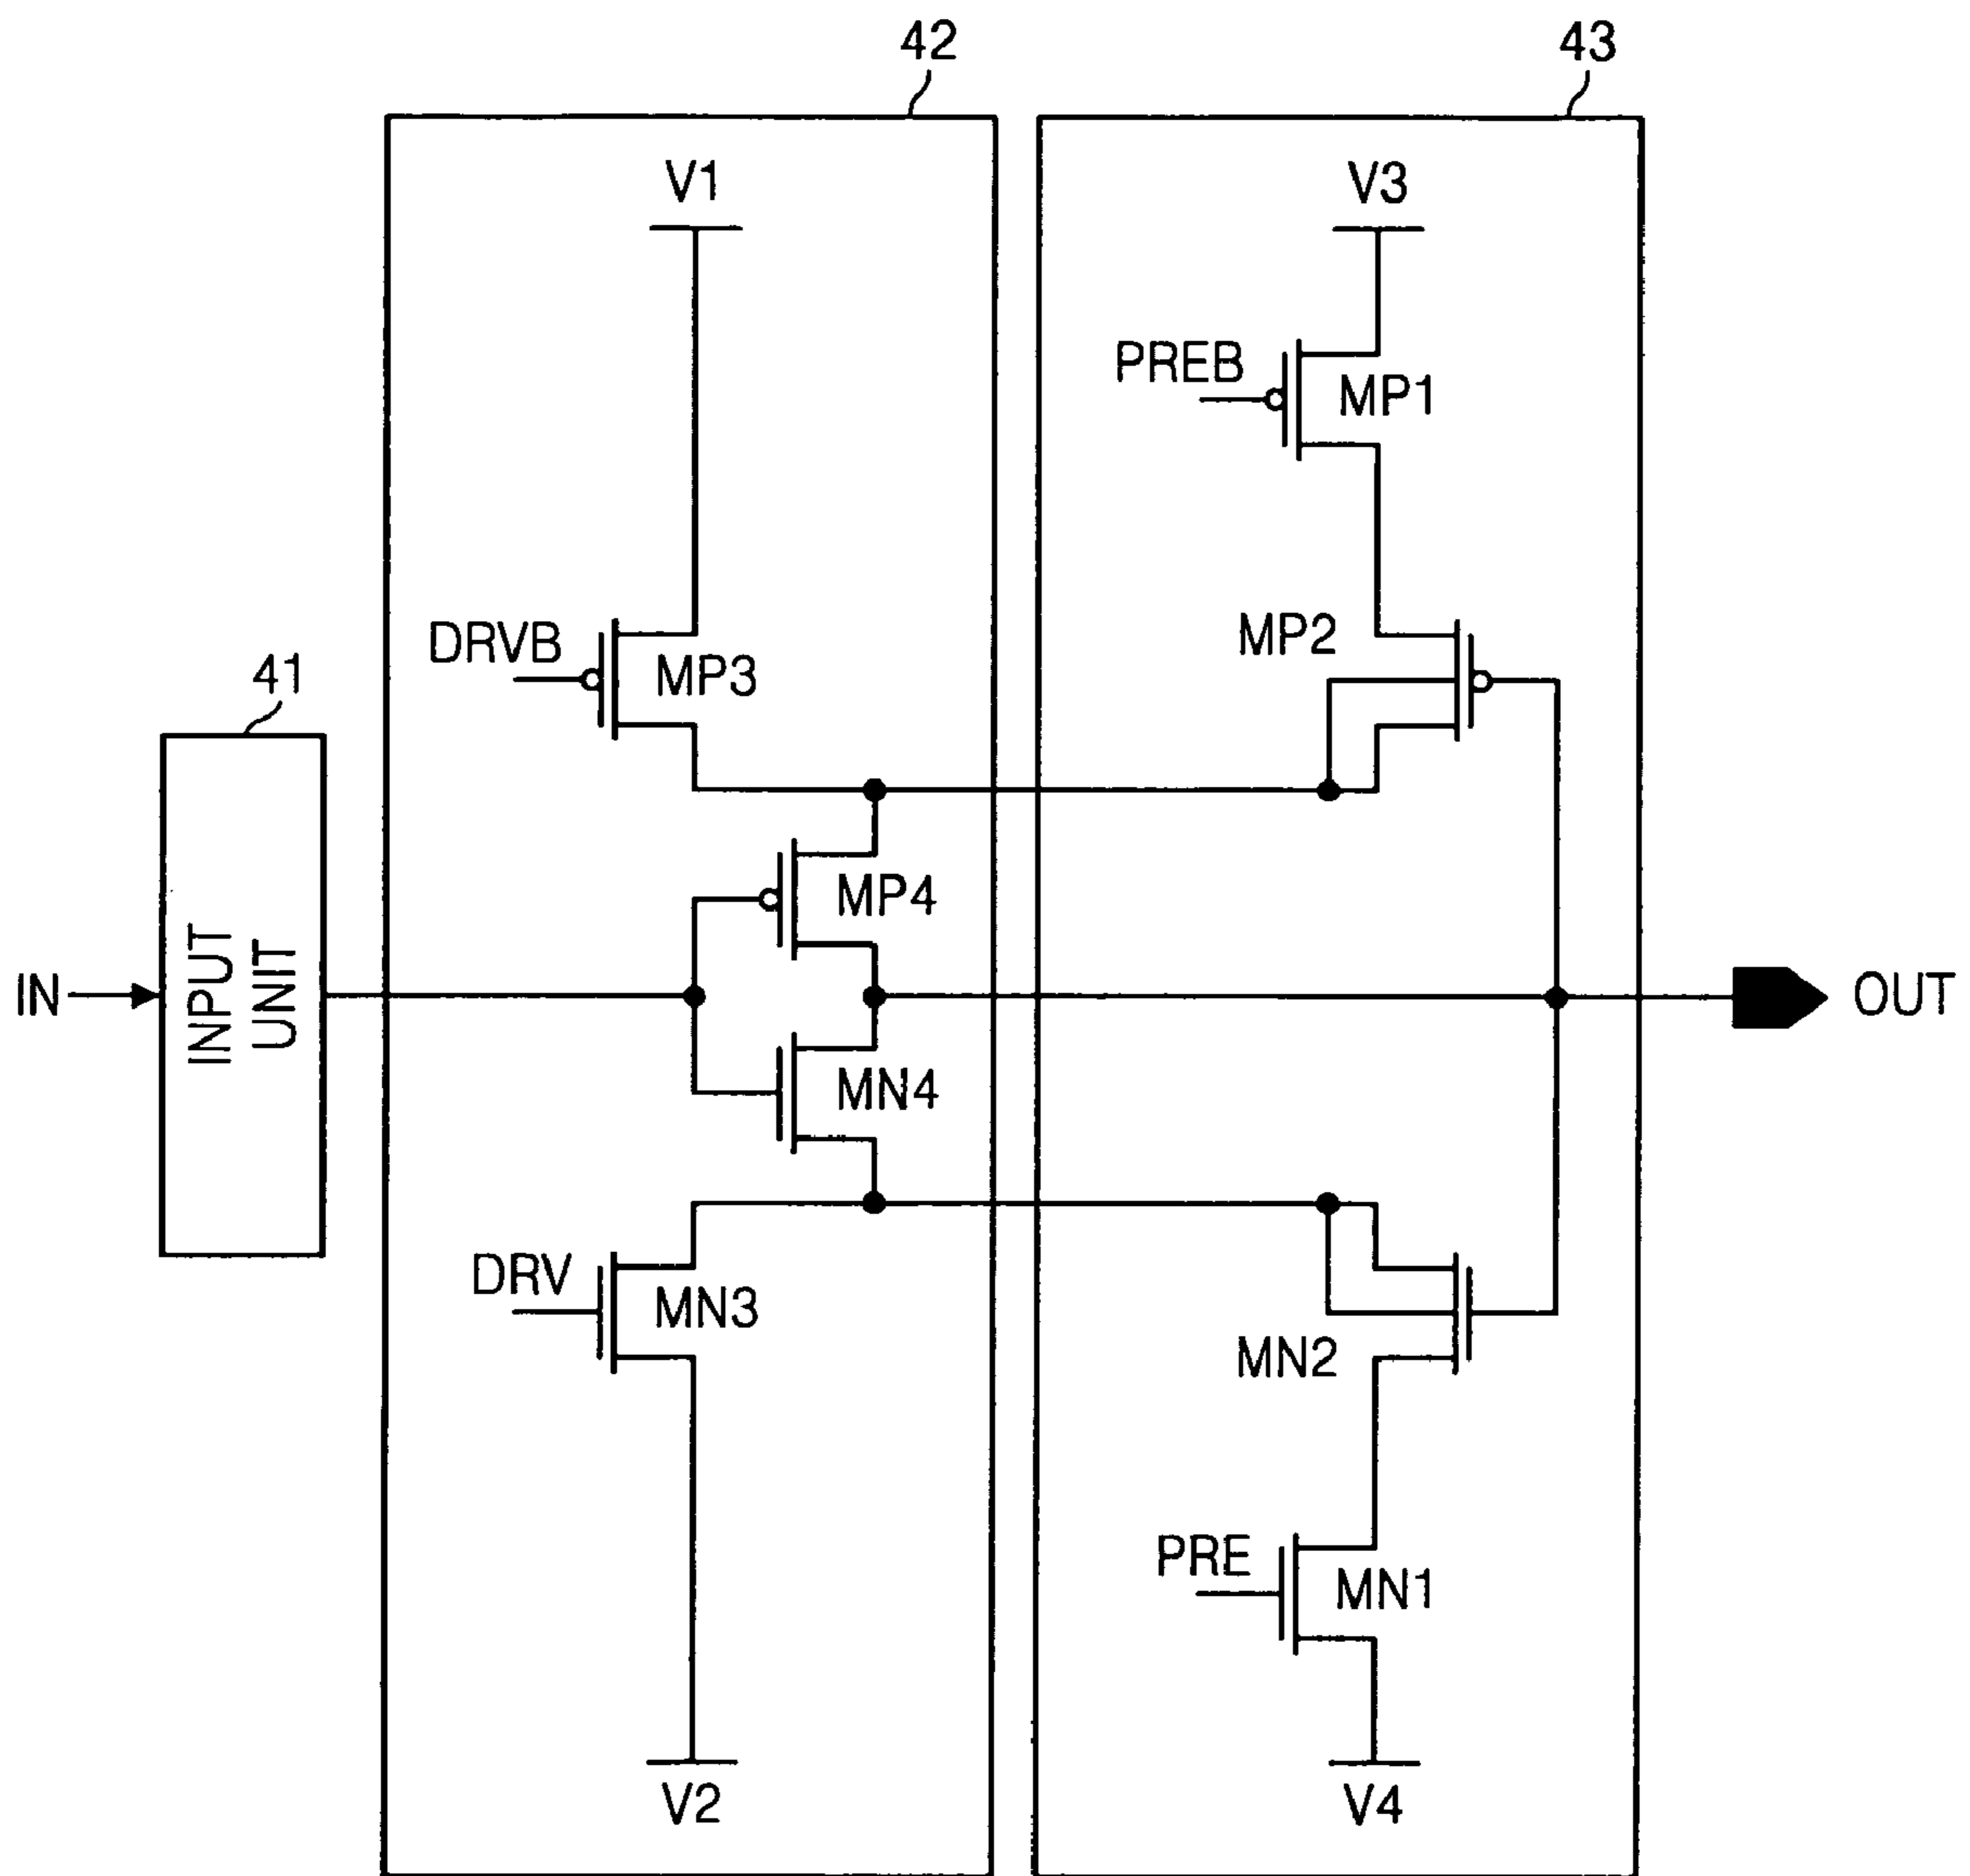 42
43
V1
V3
PREB
MP1
DRVB
MP3
MP2
41
MP4
IN
INPUT
UNIT
OUT
MN4
DRV
MN3
MN2
PRE
MN1
V2
V4